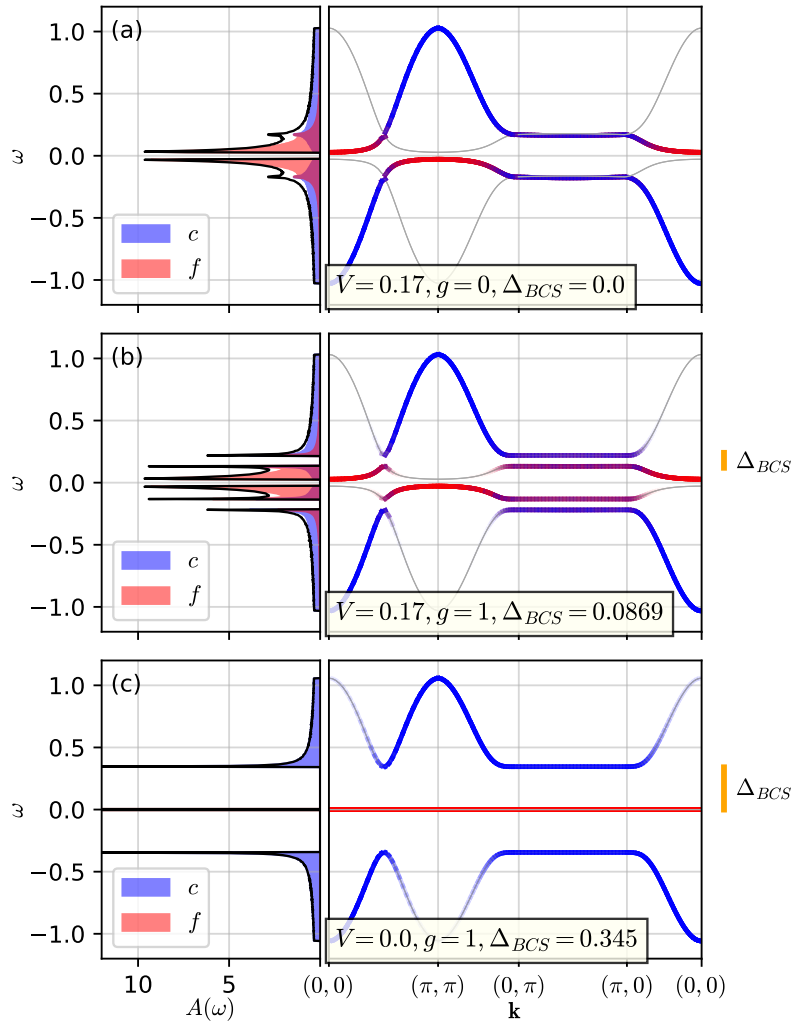 (a)
1.0
0.5
0.0
−0.5
−1.0
ω
c
f
V=0.17, g=0, Δ_BCS=0.0
(b)
1.0
0.5
0.0
−0.5
−1.0
ω
c
f
V=0.17, g=1, Δ_BCS=0.0869
Δ_BCS
(c)
1.0
0.5
0.0
−0.5
−1.0
ω
c
f
V=0.0, g=1, Δ_BCS=0.345
Δ_BCS
10 5 (0, 0) (π, π) (0, π) (π, 0) (0, 0)
A(ω) k